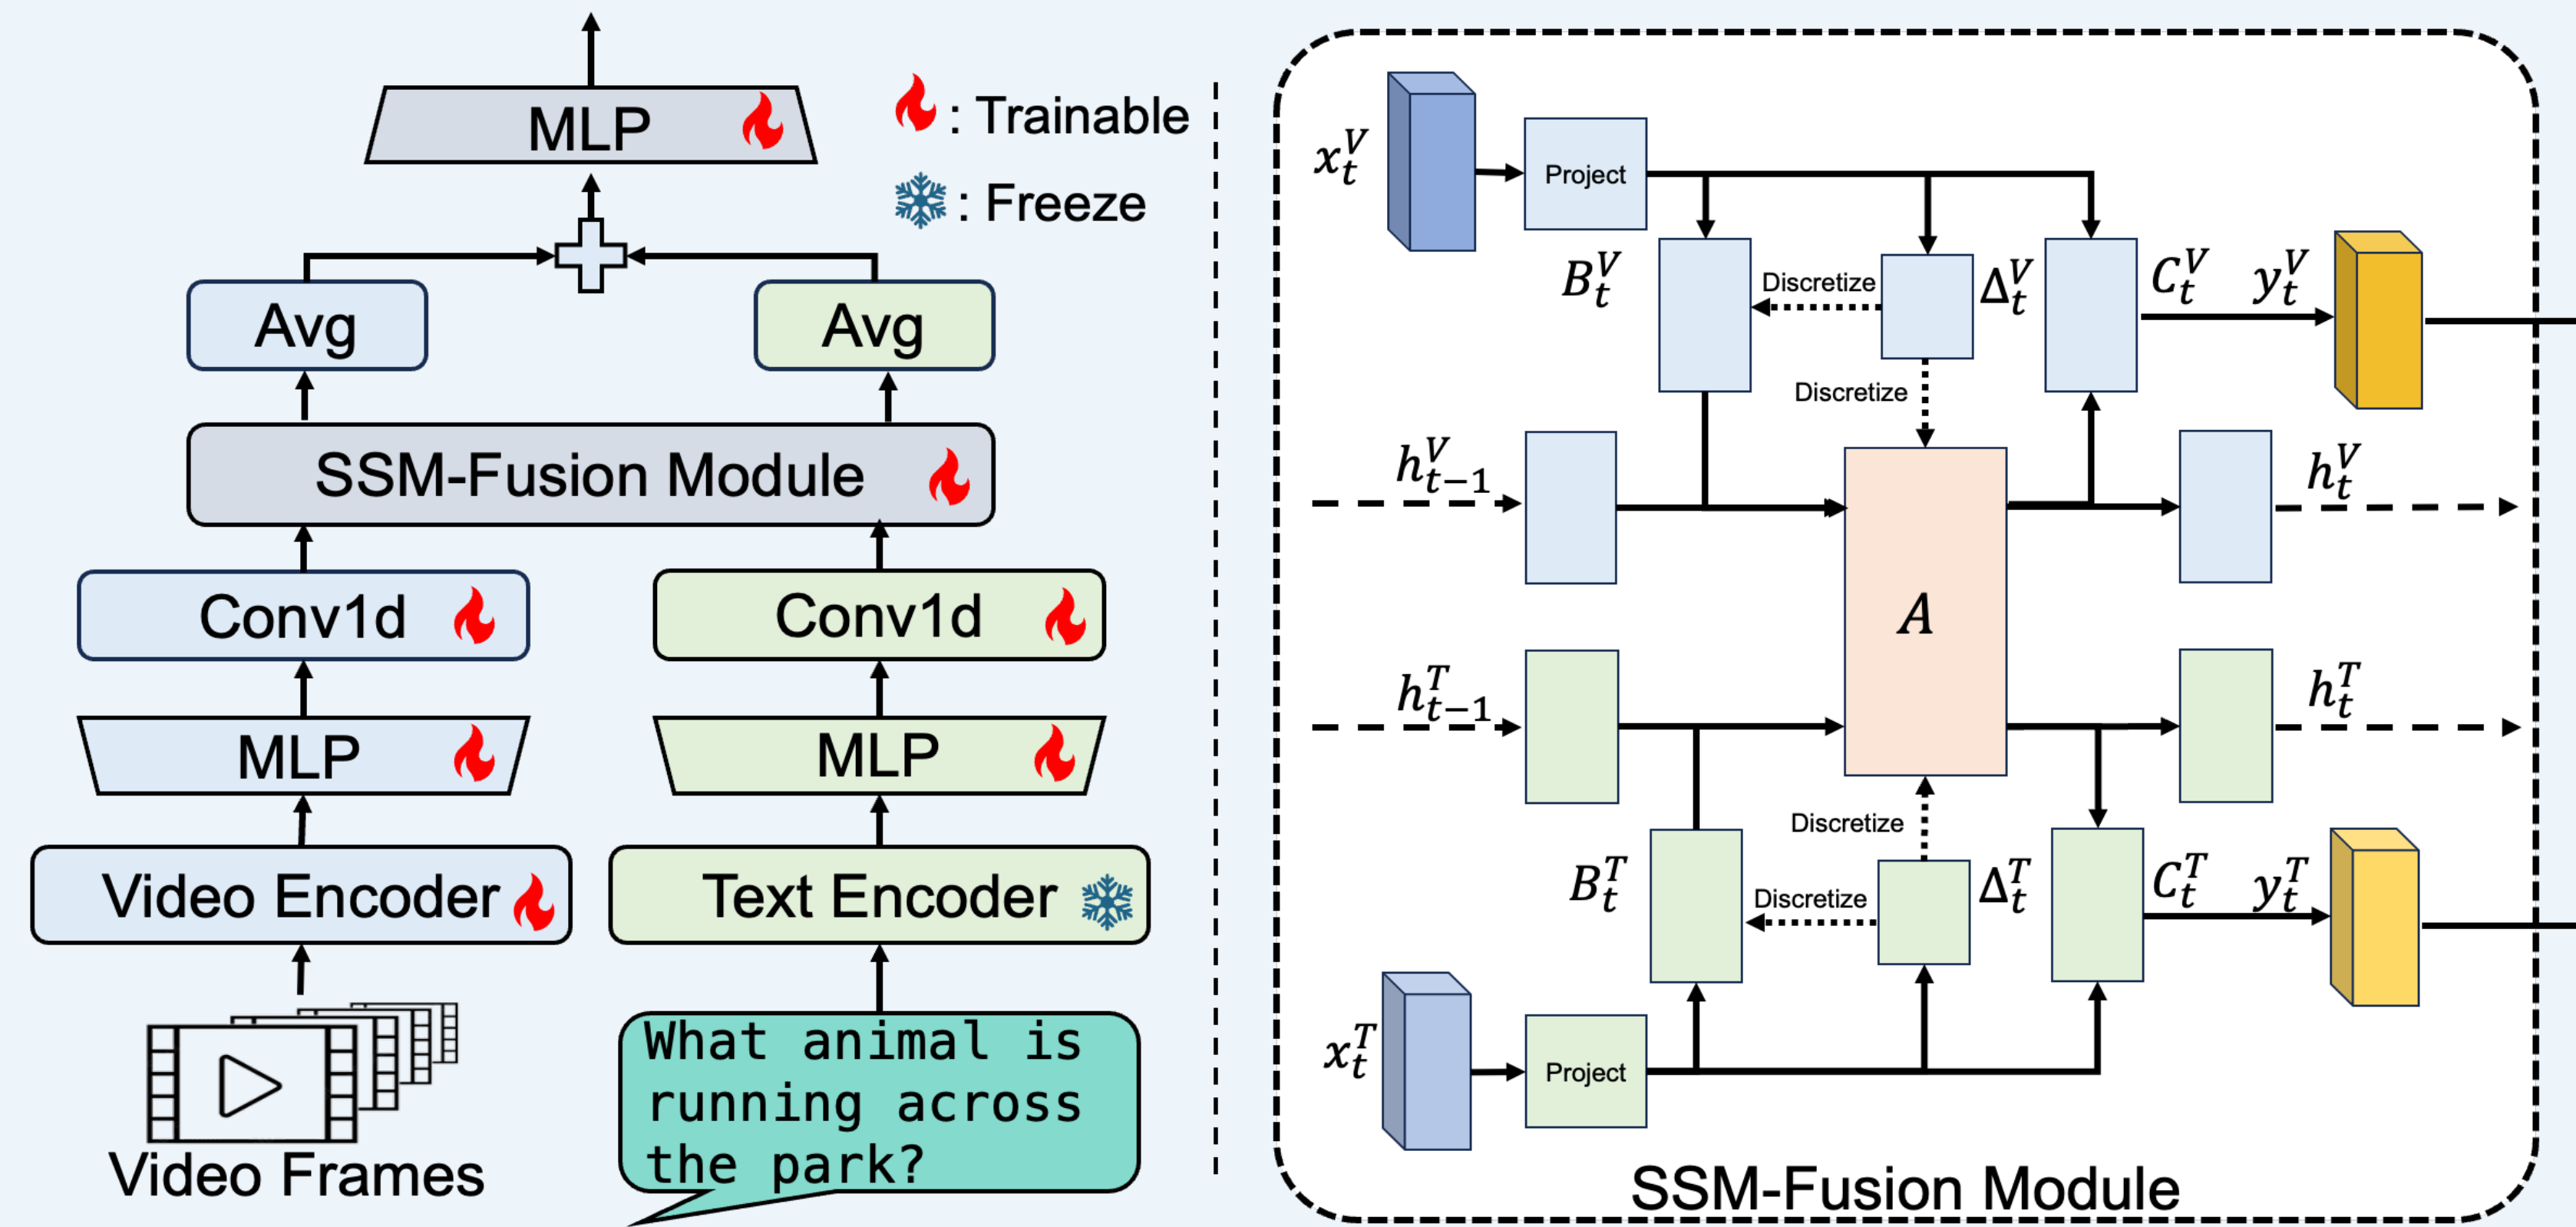 MLP
: Trainable
: Freeze
Avg
Avg
SSM-Fusion Module
Conv1d
Conv1d
MLP
MLP
Video Encoder
Text Encoder
What animal is
running across
the park?
Video Frames
x_t^V
Project
B_t^V
Discretize
Δ_t^V
C_t^V
y_t^V
Discretize
h_{t-1}^V
h_t^V
A
h_{t-1}^T
h_t^T
Discretize
B_t^T
Discretize
Δ_t^T
C_t^T
y_t^T
x_t^T
Project
SSM-Fusion Module